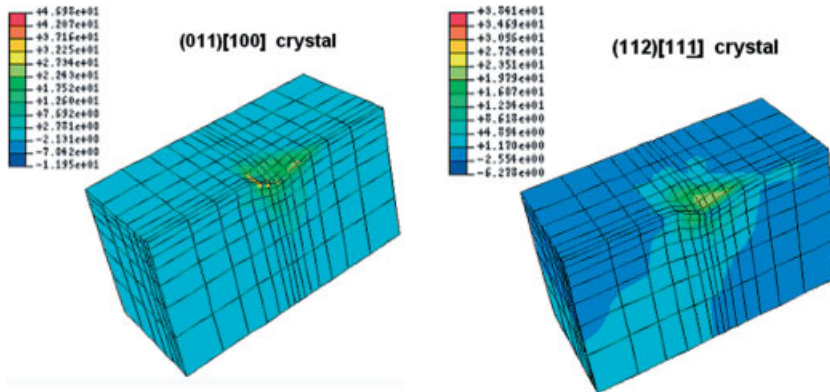 +4.698e+01
+4.207e+01
+3.716e+01
+3.225e+01
+2.734e+01
+2.243e+01
+1.752e+01
+1.260e+01
+7.692e+00
+2.781e+00
-2.131e+00
-7.042e+00
-1.195e+01
(011)[100] crystal
+3.841e+01
+3.469e+01
+3.096e+01
+2.724e+01
+2.351e+01
+1.979e+01
+1.607e+01
+1.234e+01
+8.618e+00
+4.894e+00
+1.170e+00
-2.554e+00
-6.278e+00
(112)[111] crystal